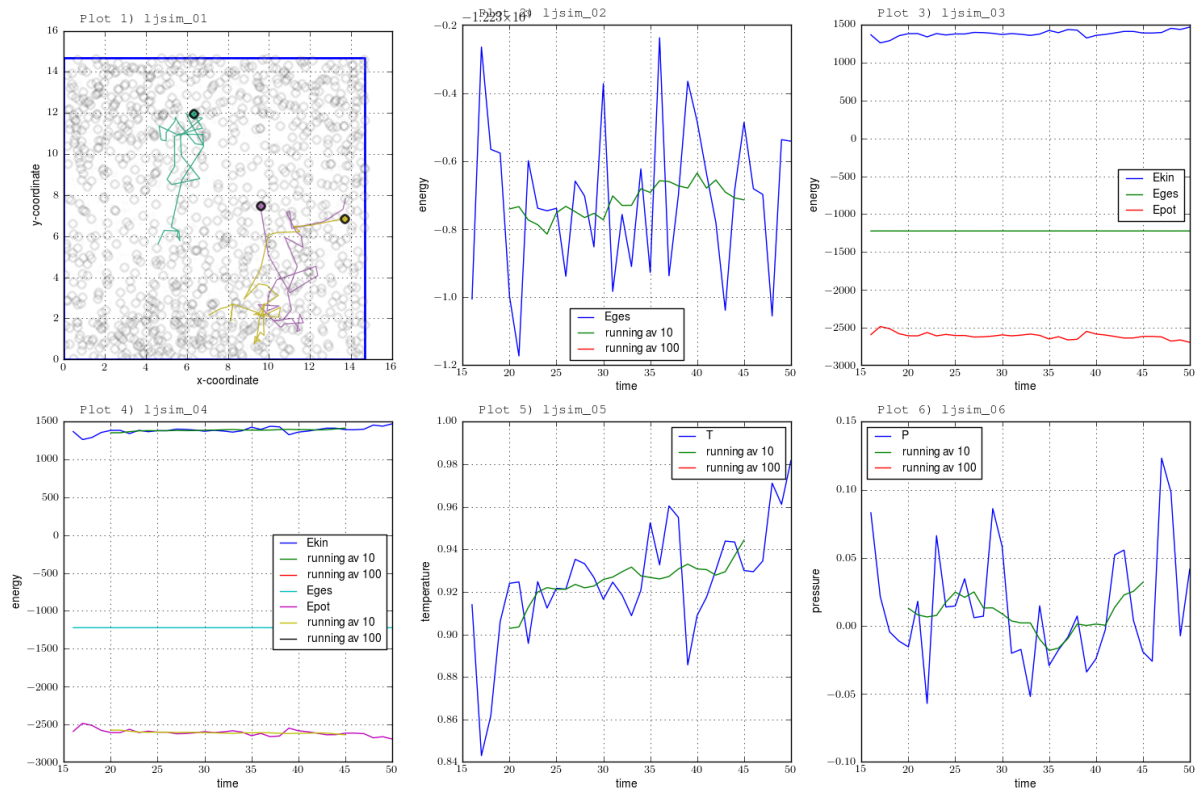 Plot 1) ljsim_01
16
14
12
10
8
6
4
2
0
y-coordinate
0 2 4 6 8 10 12 14 16
x-coordinate
Plot 2) ljsim_02
−0.2
−0.4
−0.6
−0.8
−1.0
−1.2
energy
Eges
running av 10
running av 100
15 20 25 30 35 40 45 50
time
Plot 3) ljsim_03
1500
1000
500
0
−500
−1000
−1500
−2000
−2500
−3000
energy
Ekin
Eges
Epot
15 20 25 30 35 40 45 50
time
Plot 4) ljsim_04
1500
1000
500
0
−500
−1000
−1500
−2000
−2500
−3000
energy
Ekin
running av 10
running av 100
Eges
Epot
running av 10
running av 100
15 20 25 30 35 40 45 50
time
Plot 5) ljsim_05
1.00
0.98
0.96
0.94
0.92
0.90
0.88
0.86
0.84
temperature
T
running av 10
running av 100
15 20 25 30 35 40 45 50
time
Plot 6) ljsim_06
0.15
0.10
0.05
0.00
−0.05
−0.10
pressure
P
running av 10
running av 100
15 20 25 30 35 40 45 50
time